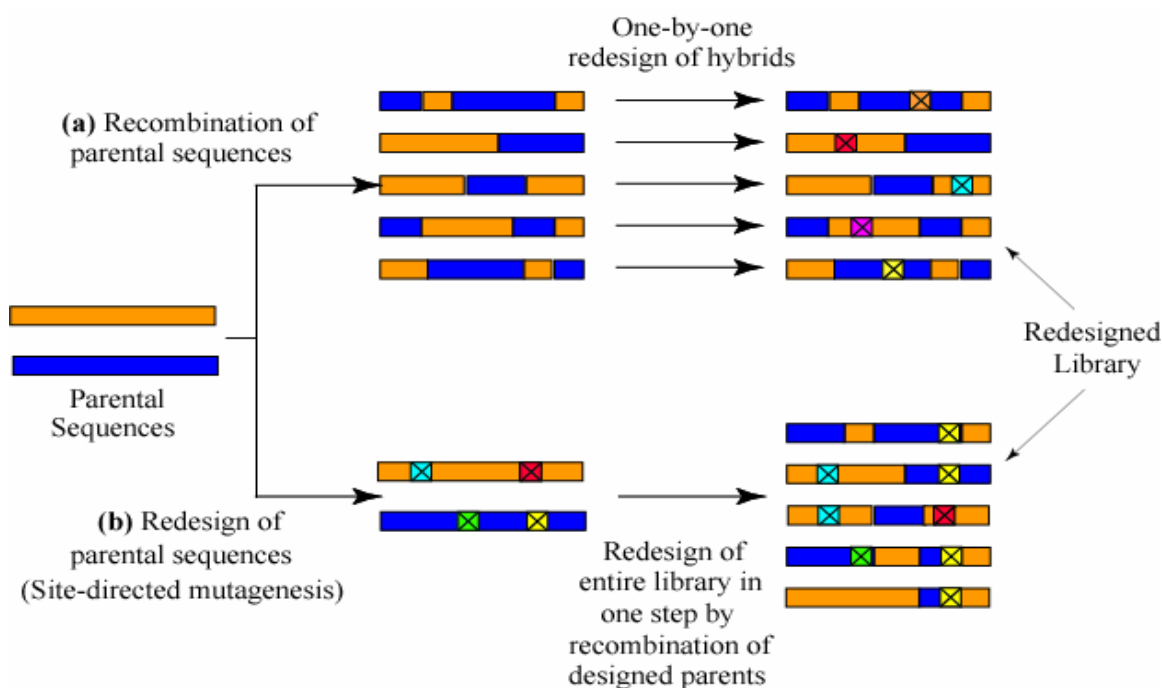 One-by-one
redesign of hybrids
(a) Recombination of
parental sequences
Parental
Sequences
Redesigned
Library
(b) Redesign of
parental sequences
(Site-directed mutagenesis)
Redesign of
entire library in
one step by
recombination of
designed parents